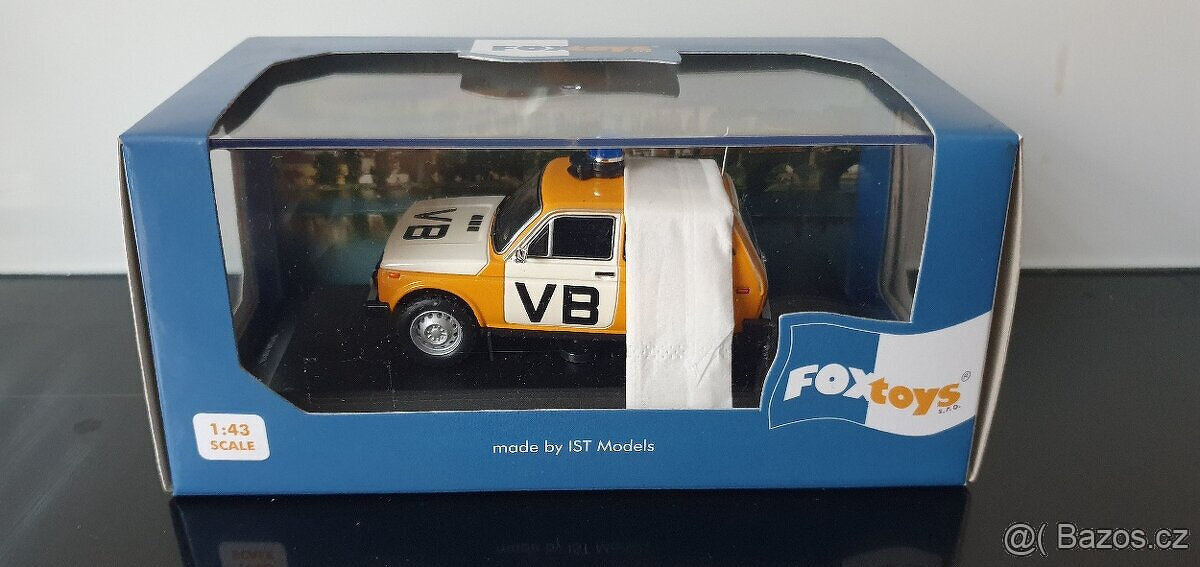 FOXtoys
VB
VB
FOXtoys®
s.r.o.
1:43
SCALE
made by IST Models
@( Bazos.cz